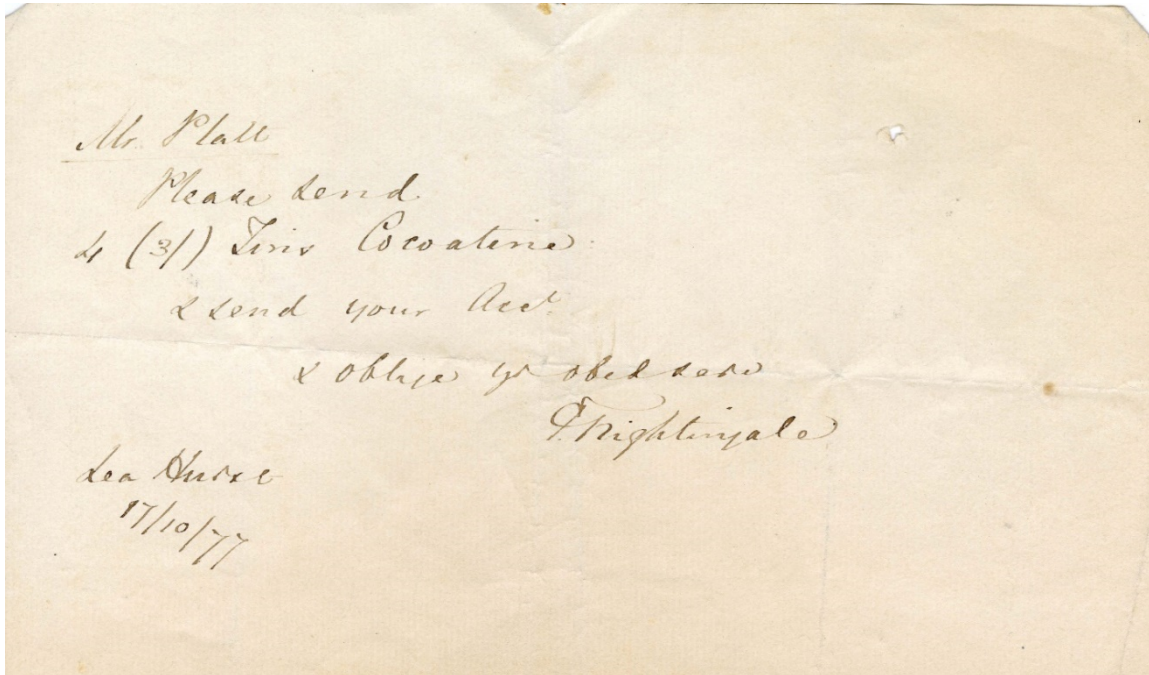 Mr. Platt
Please send
4 (3/) Tins Cocoatine
& send your Acct.
& oblige yr obed serv
F. Nightingale
Lea Hurst
17/10/77